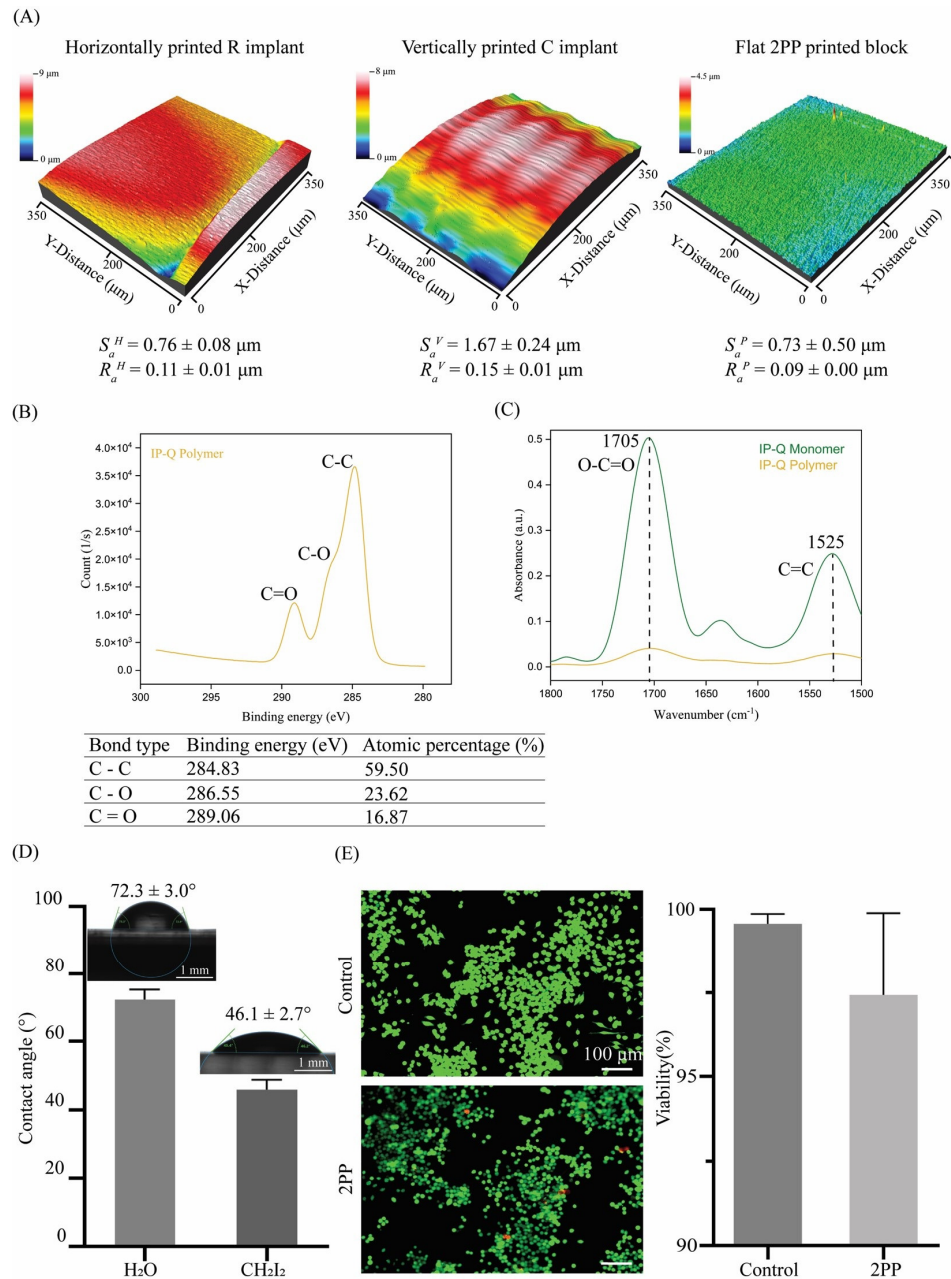 (A)
Horizontally printed R implant
Vertically printed C implant
Flat 2PP printed block
9 μm
0 μm
8 μm
0 μm
4.5 μm
0 μm
350
200
0
Y-Distance (μm)
0
200
350
X-Distance (μm)
350
200
0
Y-Distance (μm)
0
200
350
X-Distance (μm)
350
200
0
Y-Distance (μm)
0
200
350
X-Distance (μm)
Sₐᴴ = 0.76 ± 0.08 μm
Rₐᴴ = 0.11 ± 0.01 μm
Sₐⱽ = 1.67 ± 0.24 μm
Rₐⱽ = 0.15 ± 0.01 μm
Sₐᴾ = 0.73 ± 0.50 μm
Rₐᴾ = 0.09 ± 0.00 μm
(B)
IP-Q Polymer
C-C
C-O
C=O
4.0×10⁴
3.5×10⁴
3.0×10⁴
2.5×10⁴
2.0×10⁴
1.5×10⁴
1.0×10⁴
5.0×10³
0.0
Count (1/s)
300 295 290 285 280
Binding energy (eV)
Bond type Binding energy (eV) Atomic percentage (%)
C - C 284.83 59.50
C - O 286.55 23.62
C = O 289.06 16.87
(C)
1705
O-C=O
IP-Q Monomer
IP-Q Polymer
1525
C=C
0.5
0.4
0.3
0.2
0.1
0.0
Absorbance (a.u.)
1800 1750 1700 1650 1600 1550 1500
Wavenumber (cm⁻¹)
(D)
72.3 ± 3.0°
1 mm
46.1 ± 2.7°
1 mm
100
80
60
40
20
0
Contact angle (°)
H₂O CH₂I₂
(E)
Control
100 μm
2PP
100
95
90
Viability(%)
Control 2PP